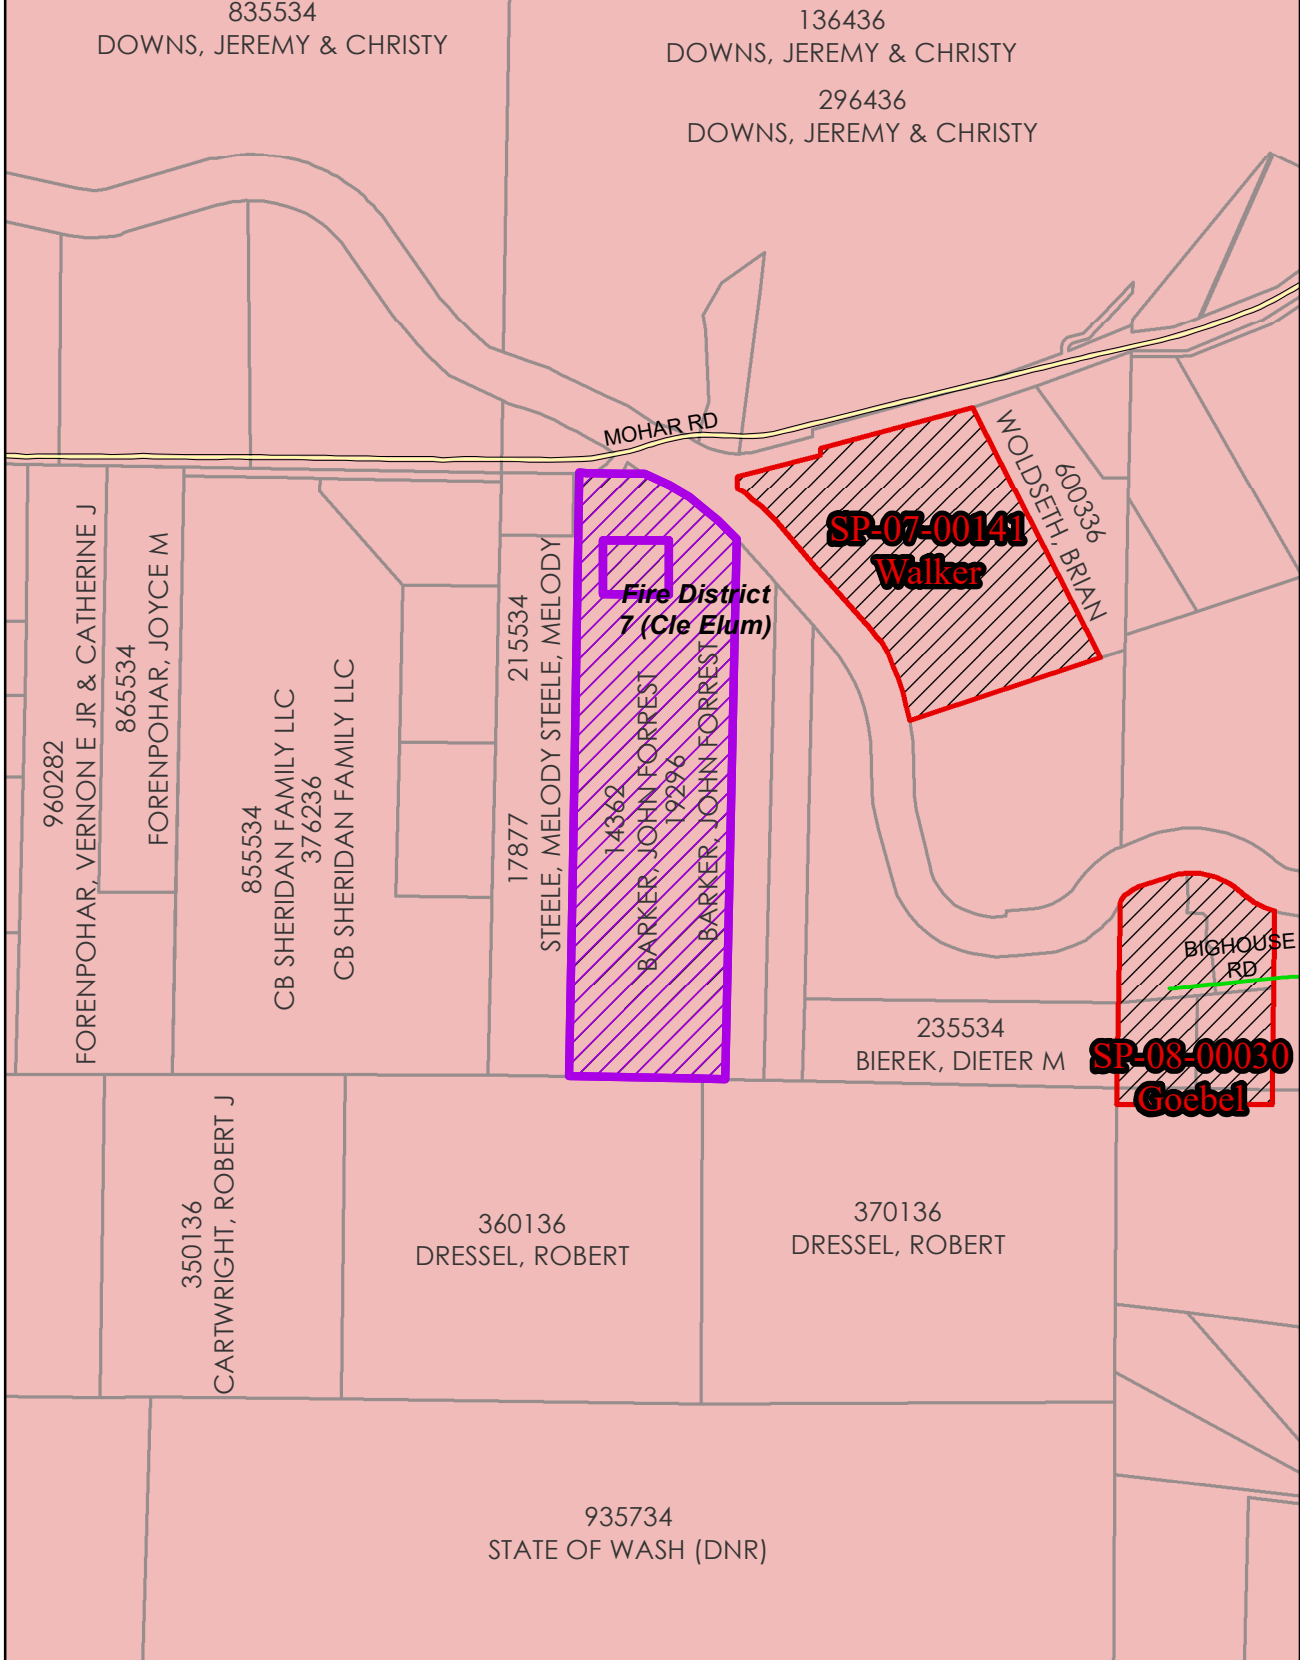 835534
DOWNS, JEREMY & CHRISTY
136436
DOWNS, JEREMY & CHRISTY
296436
DOWNS, JEREMY & CHRISTY
MOHAR RD
WOLDSETH, BRIAN
600336
SP-07-00141
Walker
Fire District
7 (Cle Elum)
960282
FORENPOHAR, VERNON E JR & CATHERINE J
865534
FORENPOHAR, JOYCE M
855534
CB SHERIDAN FAMILY LLC
376236
CB SHERIDAN FAMILY LLC
17877
215534
STEELE, MELODY STEELE, MELODY
14362
BARKER, JOHN FORREST
19296
BARKER, JOHN FORREST
BIGHOUSE
RD
235534
BIEREK, DIETER M
SP-08-00030
Goebel
350136
CARTWRIGHT, ROBERT J
360136
DRESSEL, ROBERT
370136
DRESSEL, ROBERT
935734
STATE OF WASH (DNR)